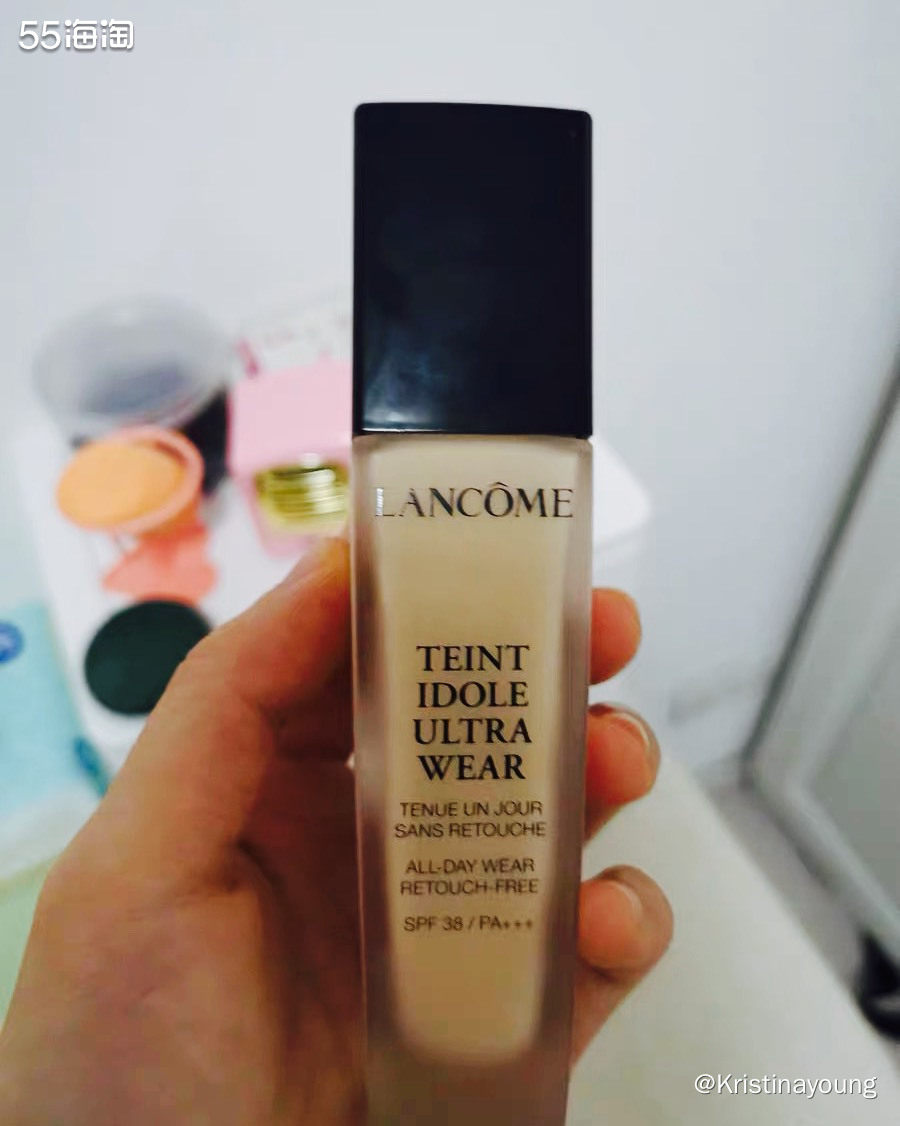 55海淘
LANCÔME
TEINT
IDOLE
ULTRA
WEAR
TENUE UN JOUR
SANS RETOUCHE
ALL-DAY WEAR
RETOUCH-FREE
SPF 38 / PA+++
@Kristinayoung